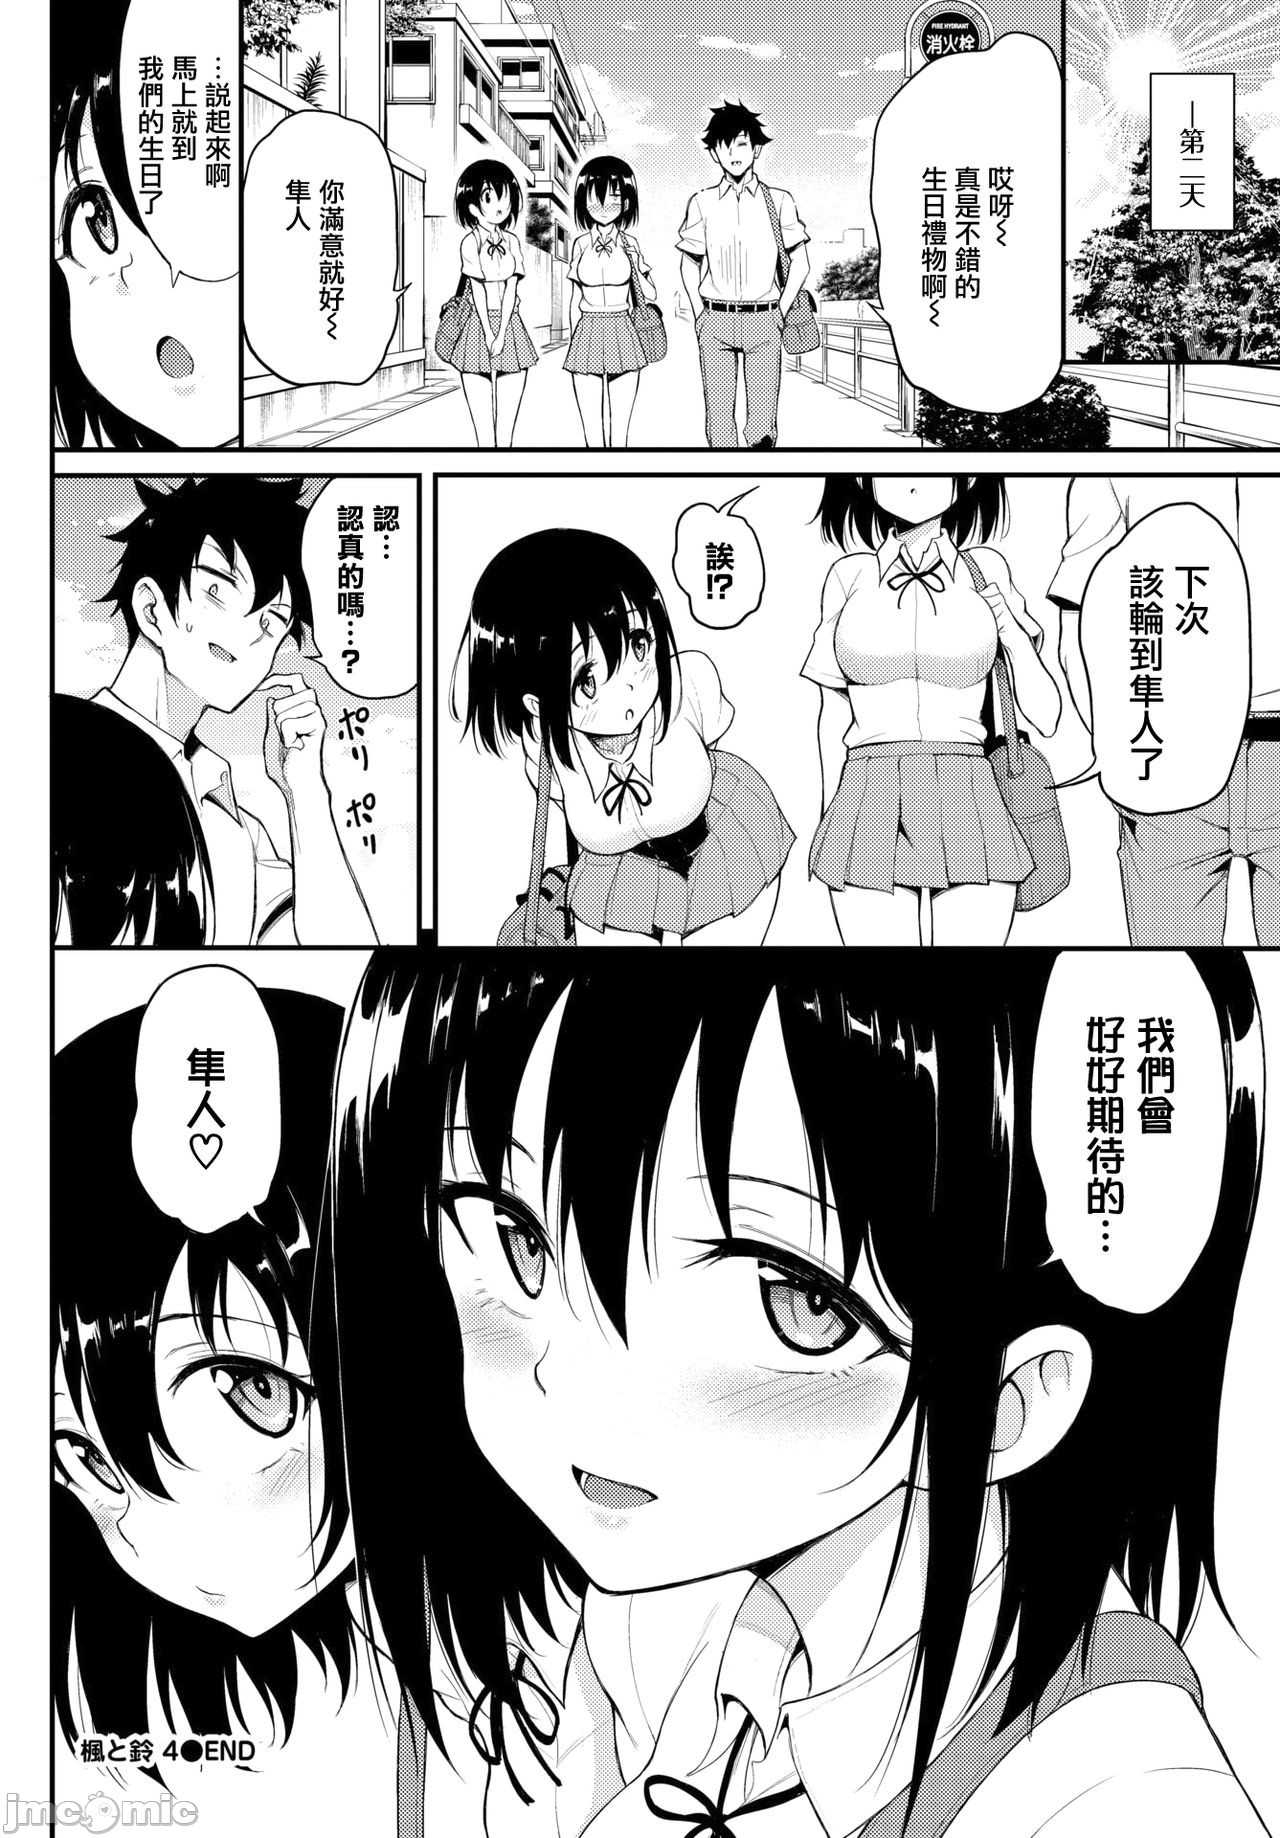 —第二天
FIRE HYDRANT
消火栓
哎呀~
真是不錯的
生日禮物啊~
你滿意就好~
隼人
…説起來啊
馬上就到
我們的生日了
下次
該輪到隼人了
誒!?
認…
認真的嗎…?
ポリ
ポリ
我們會
好好期待的…
隼人♡
楓と鈴 4●END
jmcomic